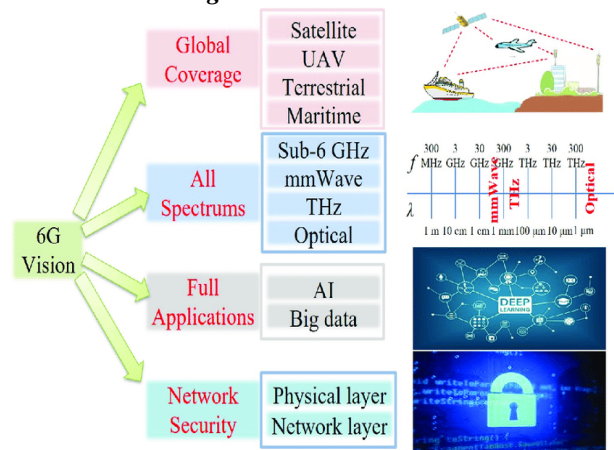 6G
Vision
Global
Coverage
Satellite
UAV
Terrestrial
Maritime
All
Spectrums
Sub-6 GHz
mmWave
THz
Optical
Full
Applications
AI
Big data
Network
Security
Physical layer
Network layer
f
300 3 30 300 3 30 300
MHz GHz GHz GHz THz THz THz
mmWave
THz
Optical
λ
1 m 10 cm 1 cm 1 mm 100 μm 10 μm 1 μm
DEEP
LEARNING